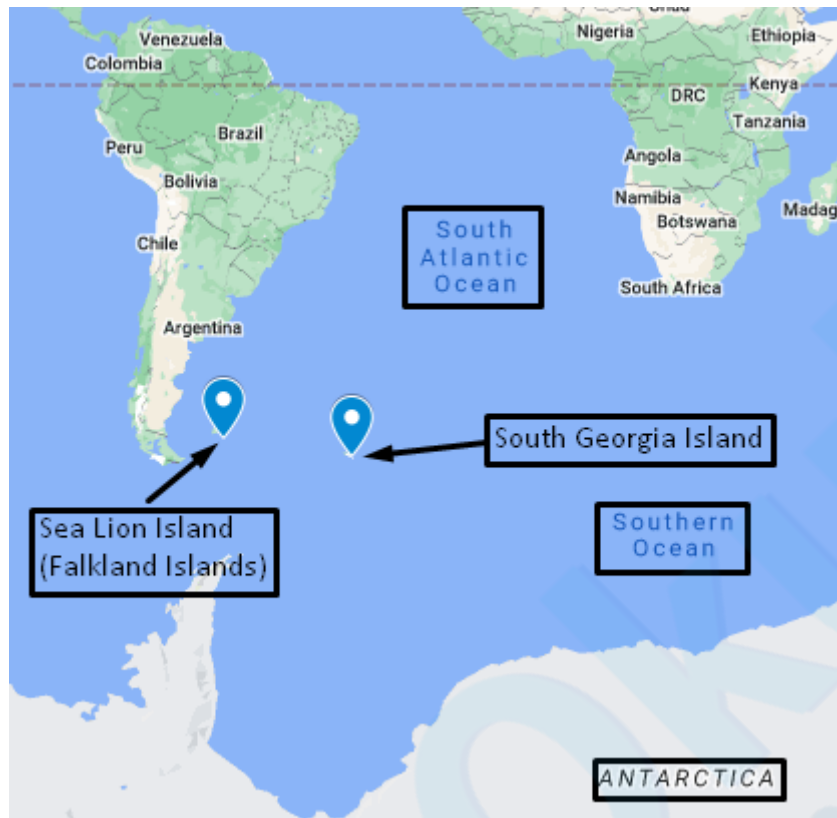 Venezuela
Colombia
Nigeria
Ethiopia
Kenya
DRC
Tanzania
Peru
Brazil
Angola
Bolivia
Namibia
Botswana
Madag
Chile
South
Atlantic
Ocean
South Africa
Argentina
South Georgia Island
Sea Lion Island
(Falkland Islands)
Southern
Ocean
ANTARCTICA